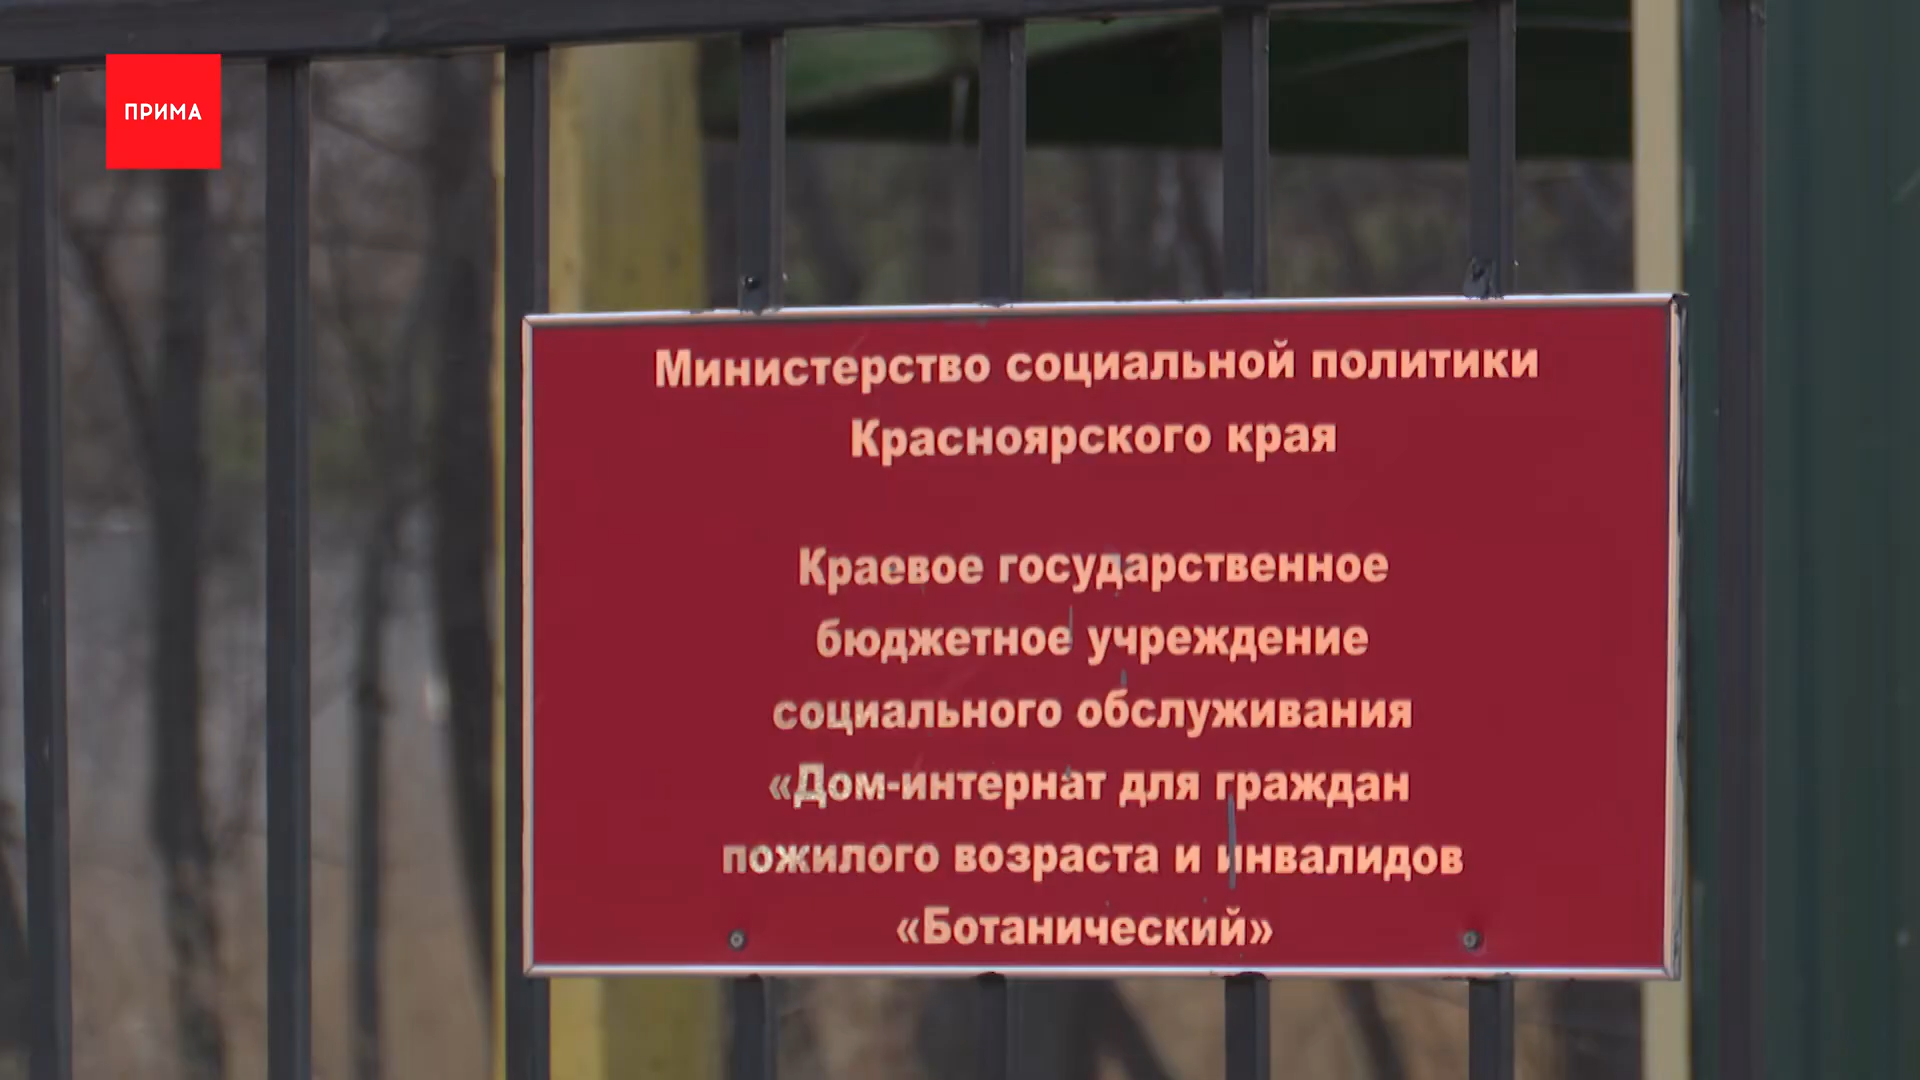 ПРИМА
Министерство социальной политики
Красноярского края
Краевое государственное
бюджетное учреждение
социального обслуживания
«Дом-интернат для граждан
пожилого возраста и инвалидов
«Ботанический»